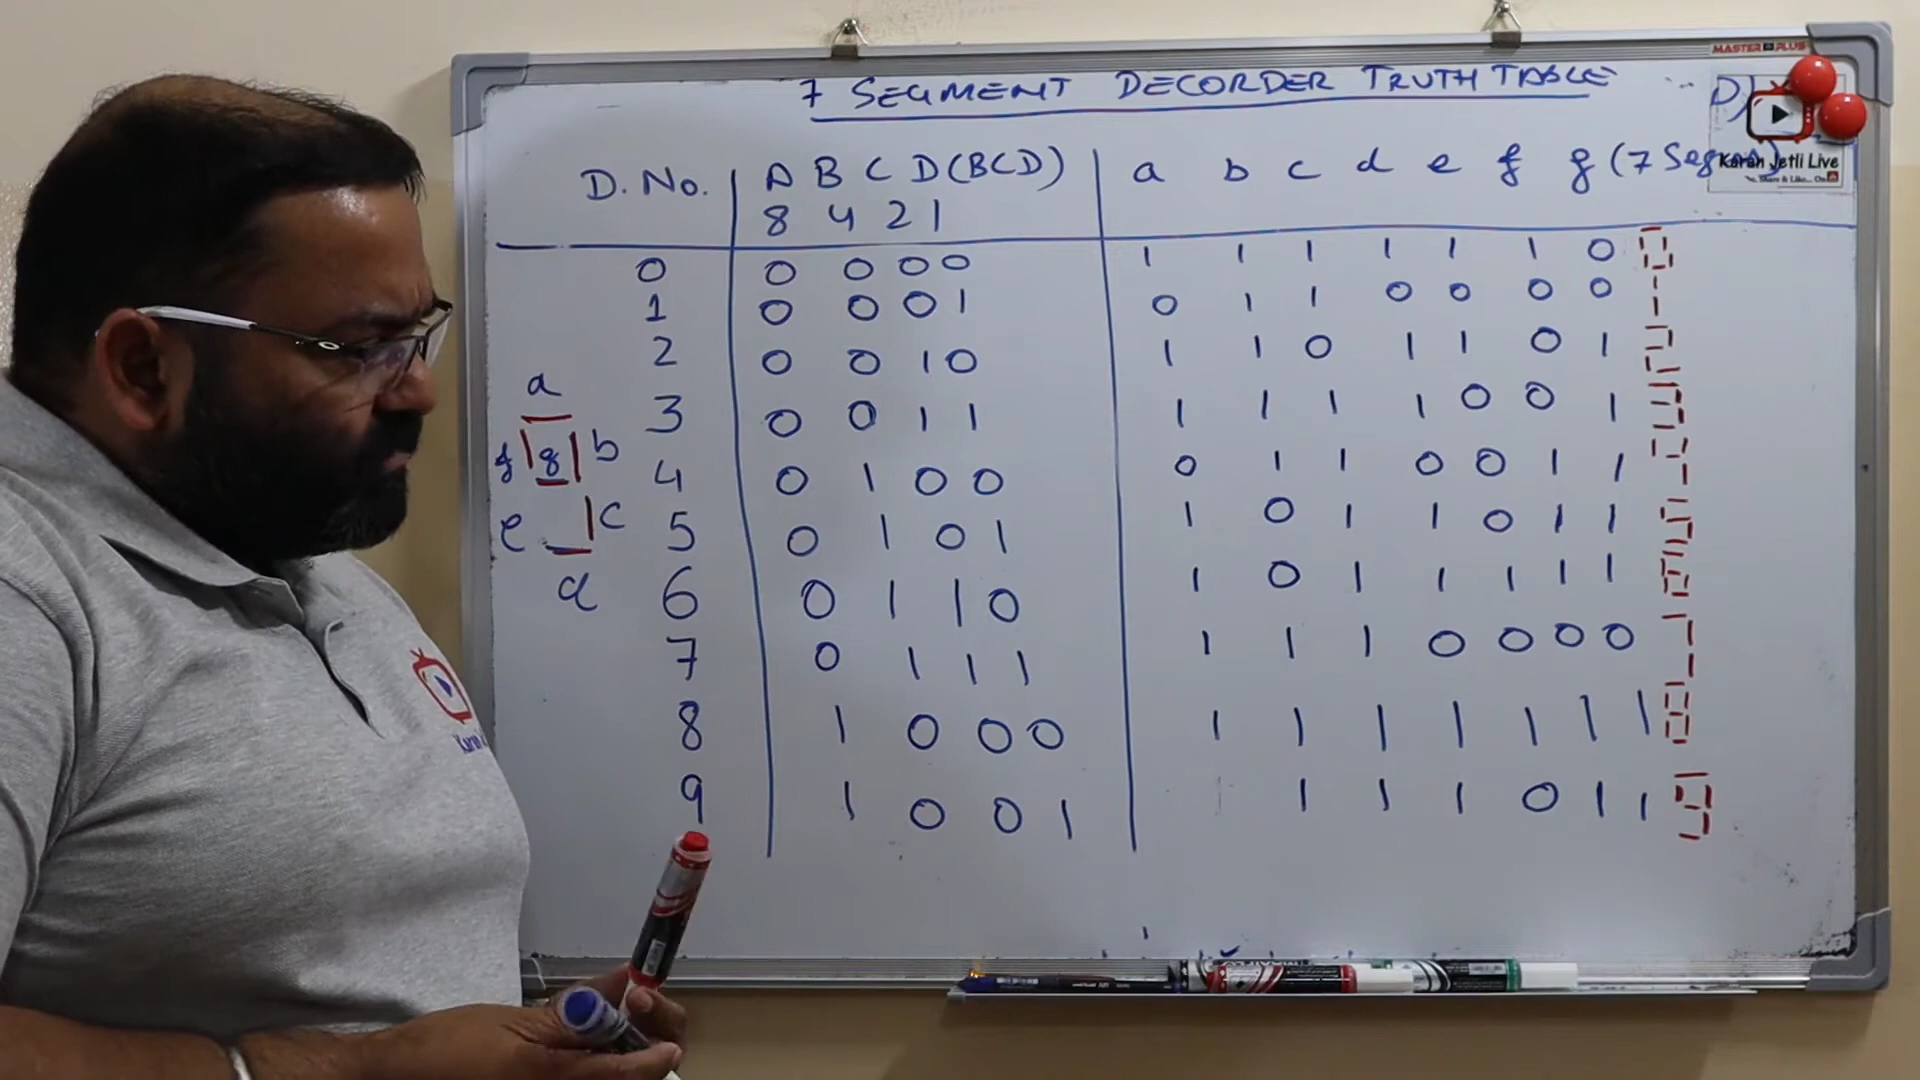 7 SEGMENT DECORDER TRUTH TABLE
D. No. A B C D (BCD) a b c d e f g
8 4 2 1
0 0 0 0 0 1 1 1 1 1 1 0
1 0 0 0 1 0 1 1 0 0 0 0
2 0 0 1 0 1 1 0 1 1 0 1
3 0 0 1 1 1 1 1 1 0 0 1
4 0 1 0 0 0 1 1 0 0 1 1
5 0 1 0 1 1 0 1 1 0 1 1
6 0 1 1 0 1 0 1 1 1 1 1
7 0 1 1 1 1 1 1 0 0 0 0
8 1 0 0 0 1 1 1 1 1 1 1
9 1 0 0 1 1 1 1 1 0 1 1
a
f g b
e c
d
MASTER PLUS
Karan Jetli Live